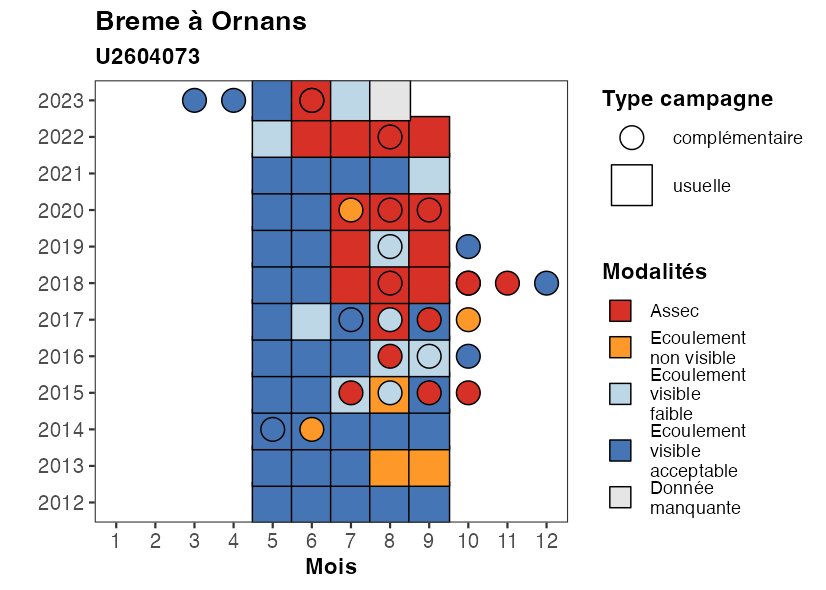 Breme à Ornans
U2604073
2023
2022
2021
2020
2019
2018
2017
2016
2015
2014
2013
2012
1 2 3 4 5 6 7 8 9 10 11 12
Mois
Type campagne
complémentaire
usuelle
Modalités
Assec
Ecoulement
non visible
Ecoulement
visible
faible
Ecoulement
visible
acceptable
Donnée
manquante